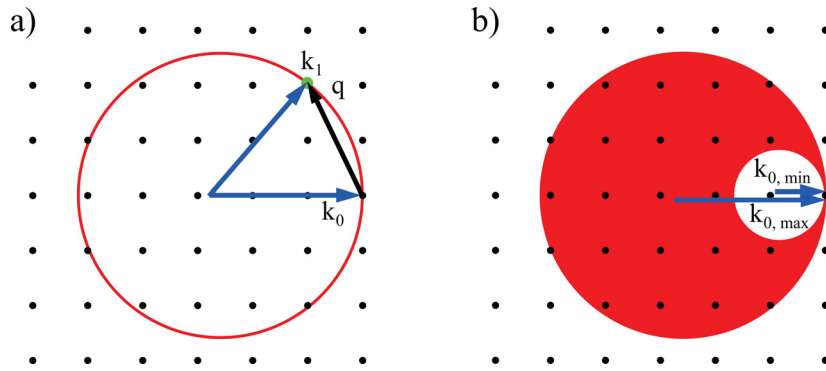 a)
k₁
q
k₀
b)
k₀, min
k₀, max